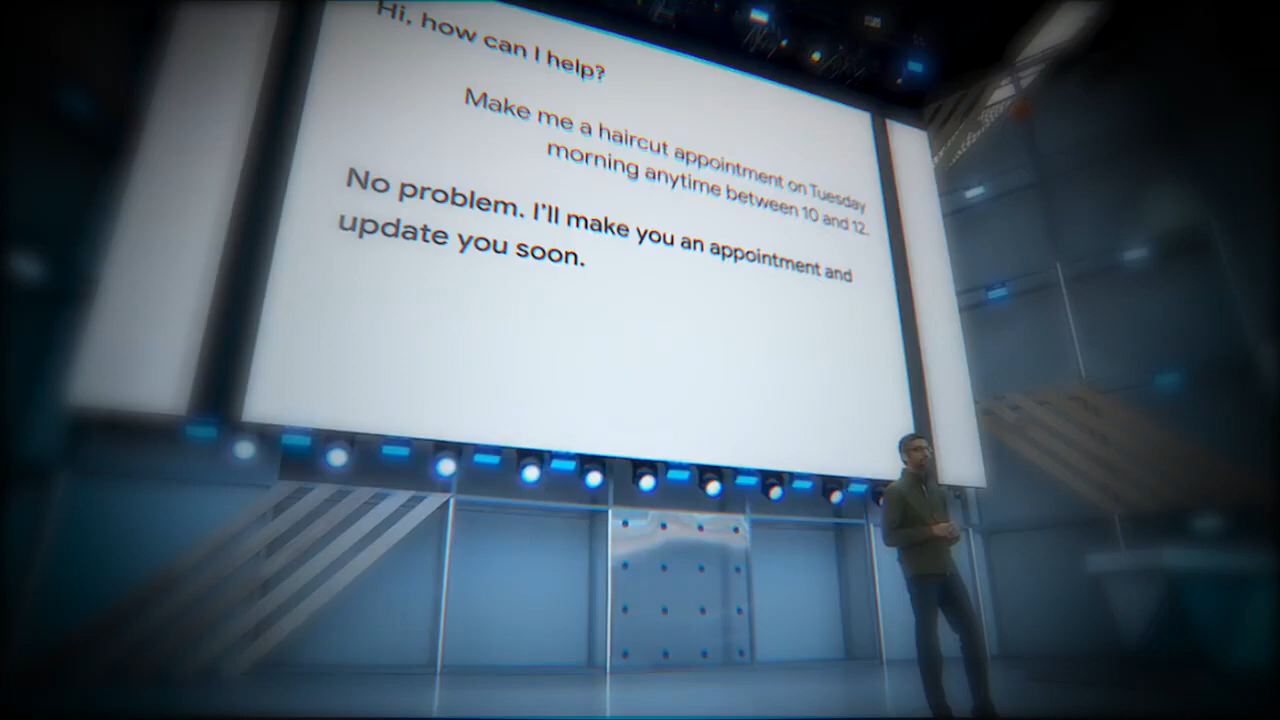 Hi, how can I help?
Make me a haircut appointment on Tuesday
morning anytime between 10 and 12.
No problem. I'll make you an appointment and
update you soon.